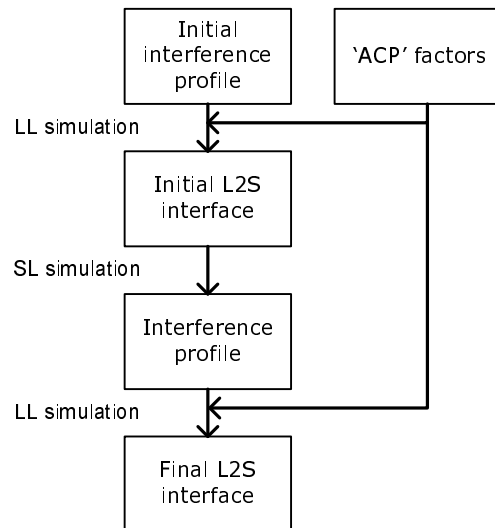 Initial
interference
profile
‘ACP’ factors
LL simulation
Initial L2S
interface
SL simulation
Interference
profile
LL simulation
Final L2S
interface